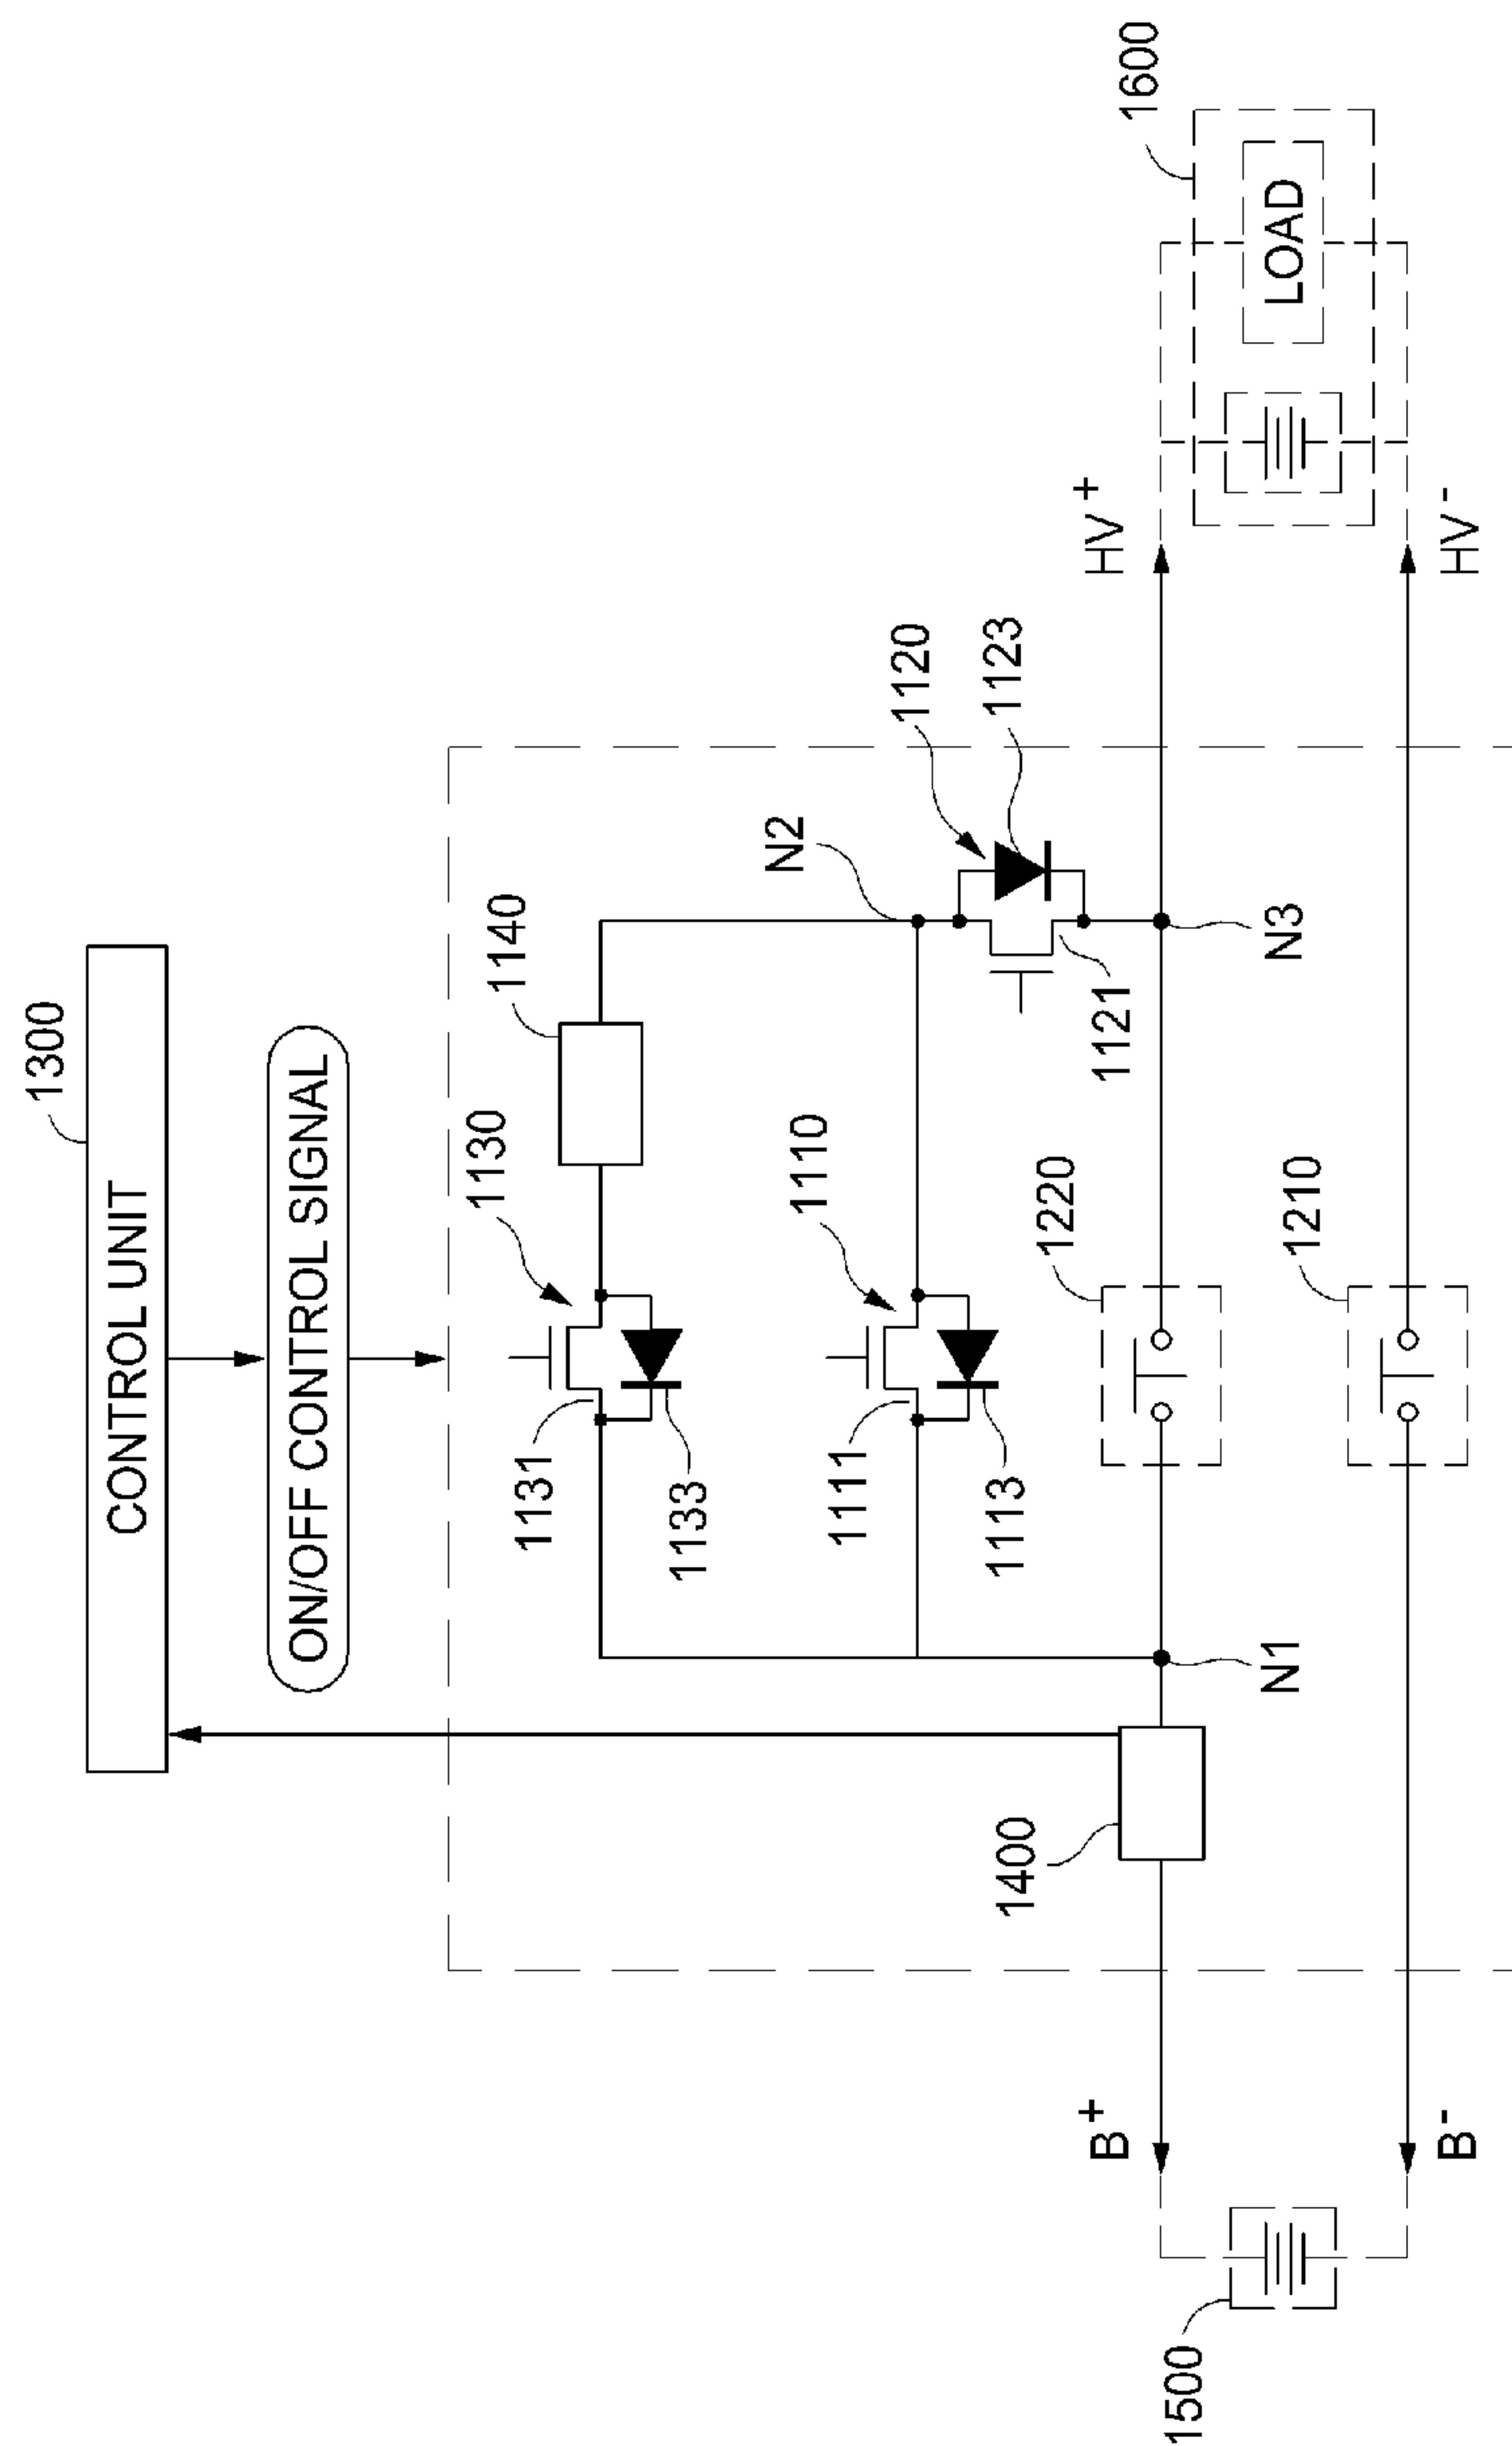 1300
CONTROL UNIT
ON/OFF CONTROL SIGNAL
1130
1140
1131
1133
N2
1110
1120
1111
1113
1123
1121
1400
1220
B+
HV+
1600
N1
N3
1500
LOAD
1210
B-
HV-